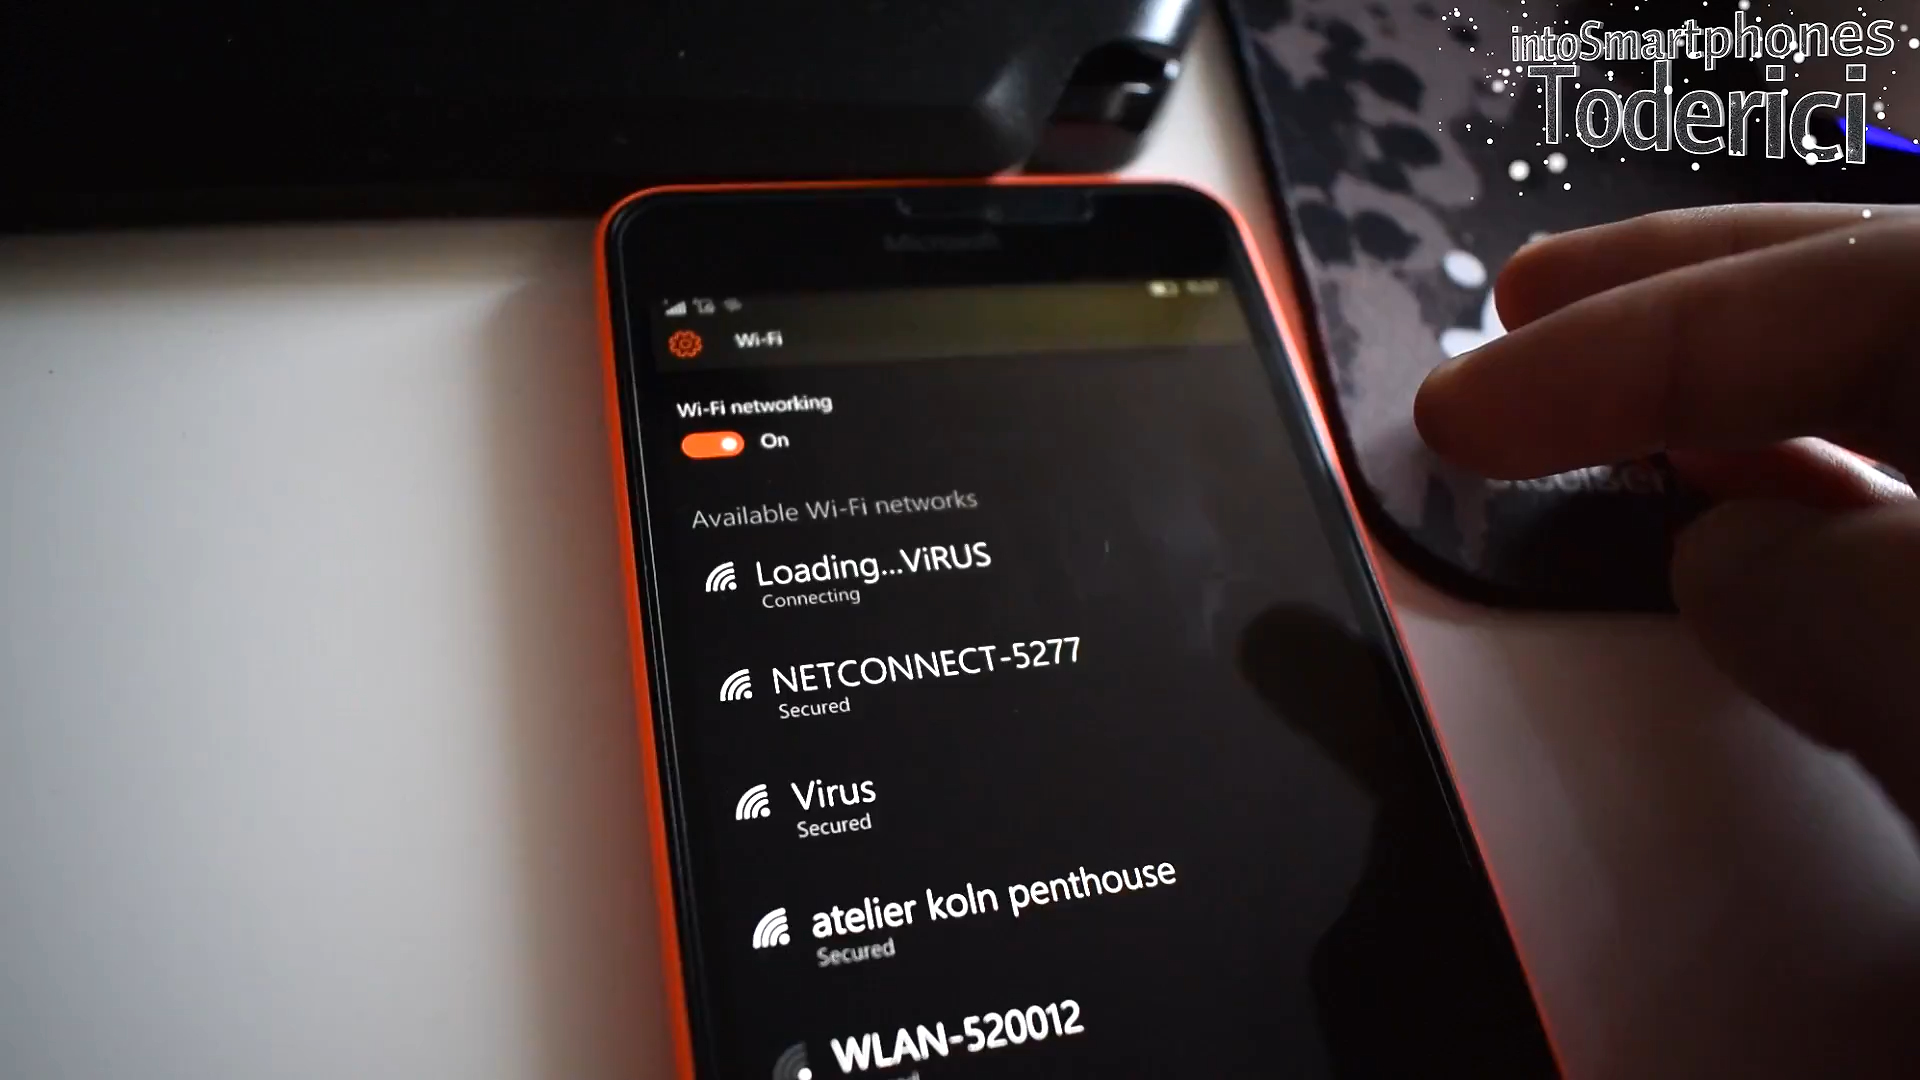 intoSmartphones
Toderici
Microsoft
Wi-Fi
Wi-Fi networking
On
Available Wi-Fi networks
Loading...ViRUS
Connecting
NETCONNECT-5277
Secured
Virus
Secured
atelier koln penthouse
Secured
WLAN-520012